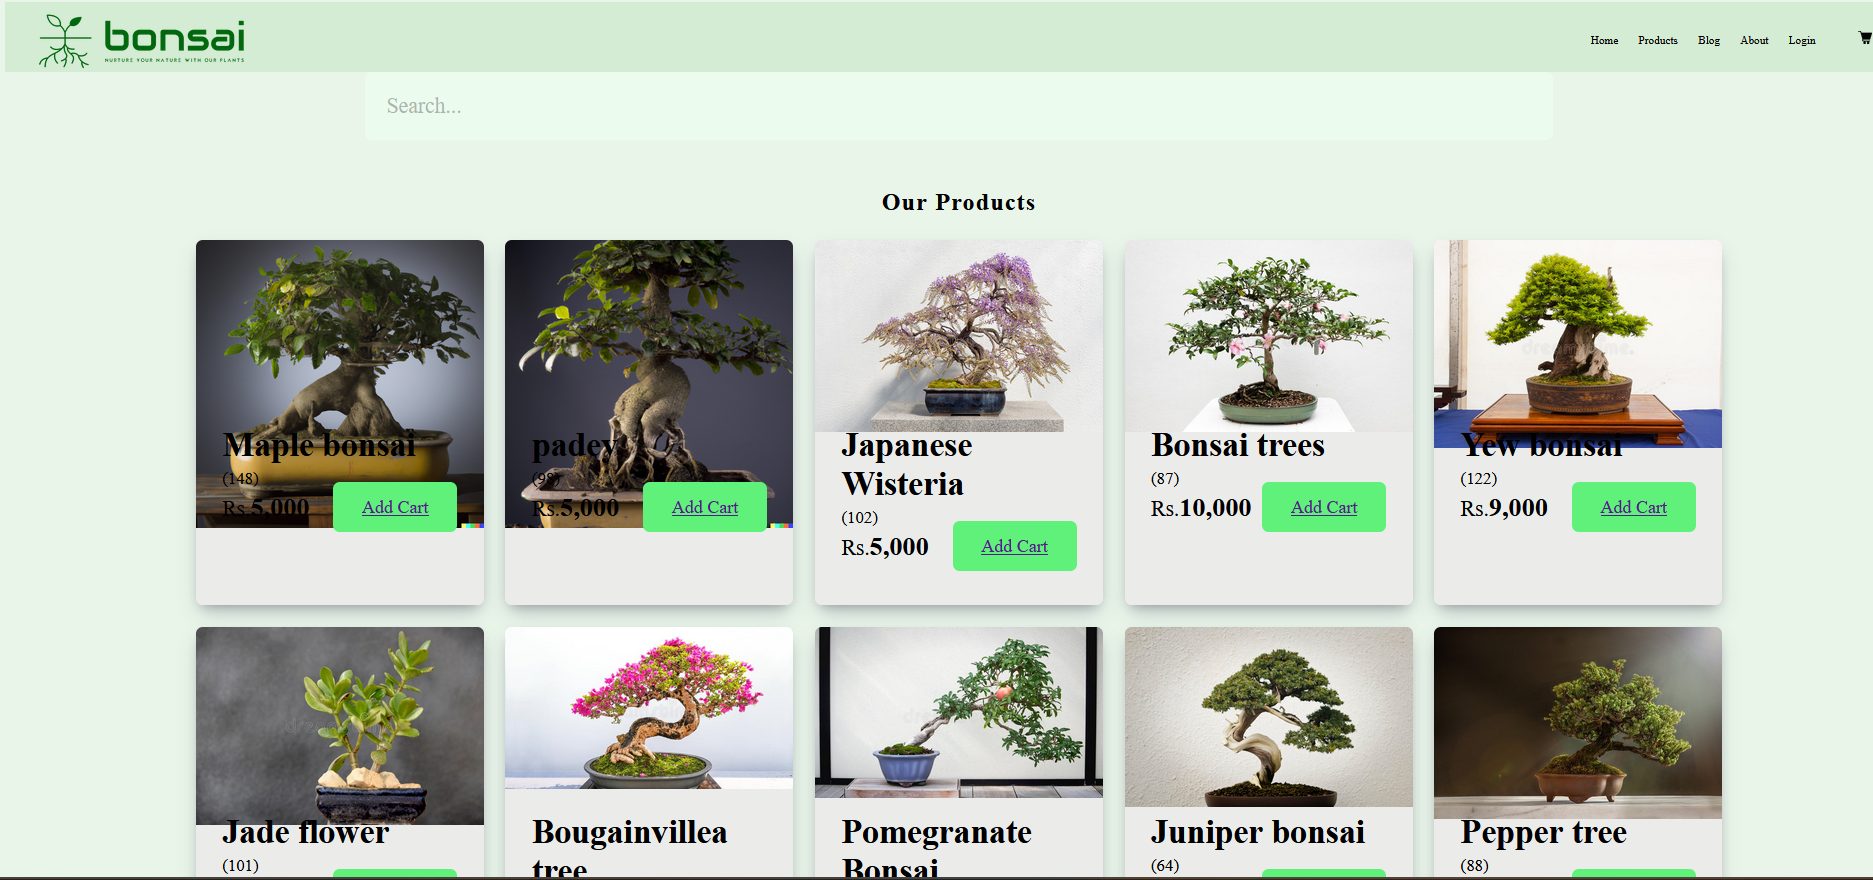 bonsai
NURTURE YOUR NATURE WITH OUR PLANTS
Home Products Blog About Login
Search...
Our Products
Maple bonsai
(148)
Rs.5,000 Add Cart
padey
(98)
Rs.5,000 Add Cart
Japanese
Wisteria
(102)
Rs.5,000 Add Cart
Bonsai trees
(87)
Rs.10,000 Add Cart
Yew bonsai
(122)
Rs.9,000 Add Cart
Jade flower
(101)
Bougainvillea
tree
Pomegranate
Bonsai
Juniper bonsai
(64)
Pepper tree
(88)